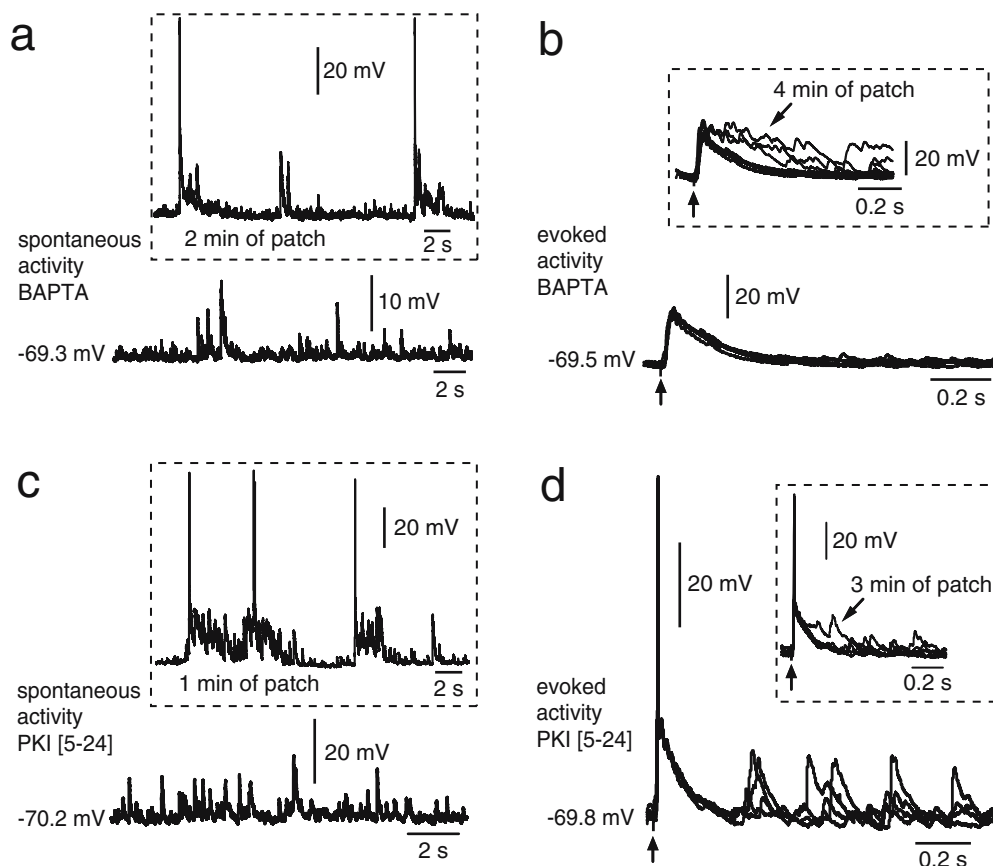 a
20 mV
2 min of patch
2 s
spontaneous
activity
BAPTA
10 mV
-69.3 mV
2 s
b
4 min of patch
20 mV
0.2 s
evoked
activity
BAPTA
20 mV
-69.5 mV
0.2 s
c
20 mV
1 min of patch
2 s
spontaneous
activity
PKI [5-24]
20 mV
-70.2 mV
2 s
d
20 mV
20 mV
3 min of patch
0.2 s
evoked
activity
PKI [5-24]
-69.8 mV
0.2 s